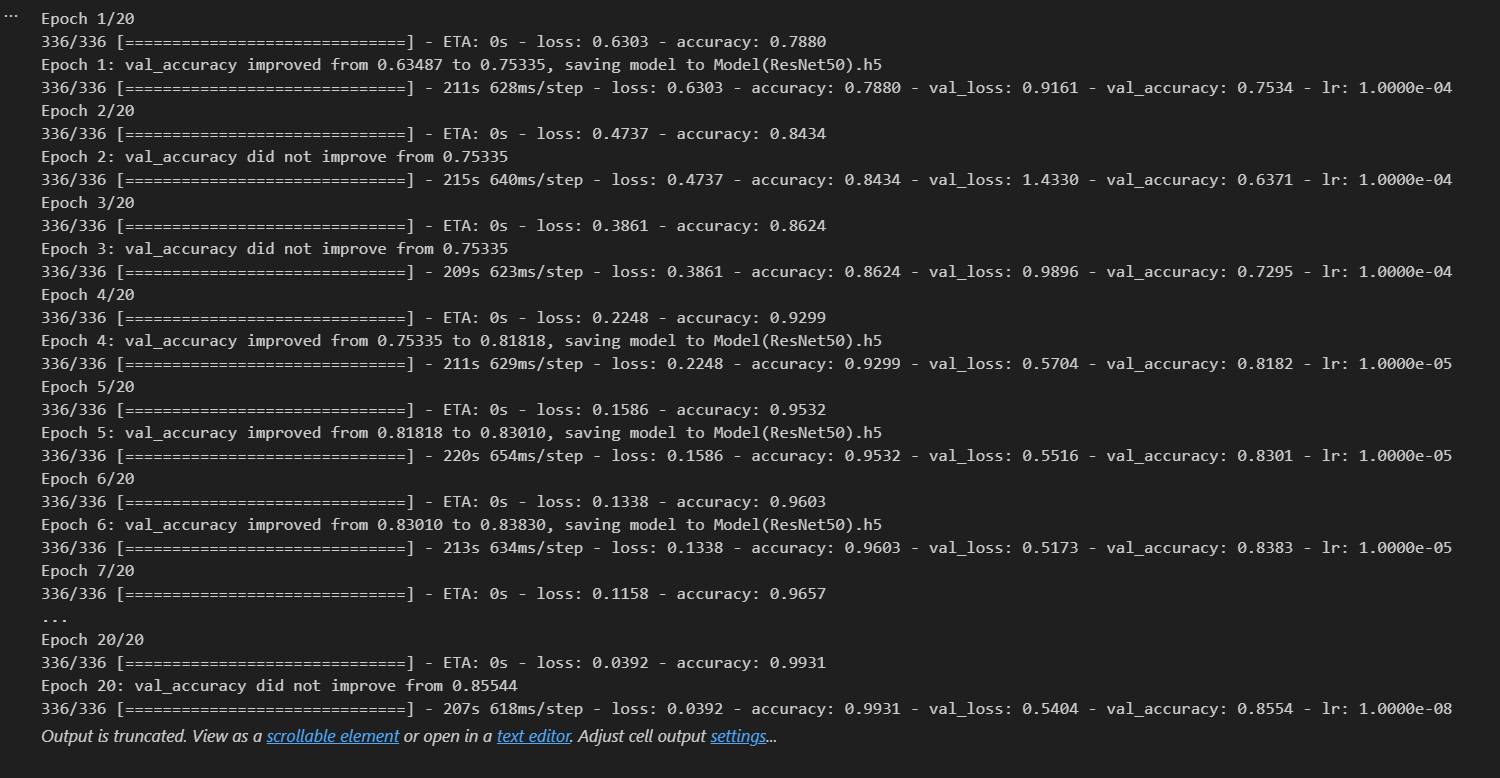 ...
Epoch 1/20
336/336 [==============================] - ETA: 0s - loss: 0.6303 - accuracy: 0.7880
Epoch 1: val_accuracy improved from 0.63487 to 0.75335, saving model to Model(ResNet50).h5
336/336 [==============================] - 211s 628ms/step - loss: 0.6303 - accuracy: 0.7880 - val_loss: 0.9161 - val_accuracy: 0.7534 - lr: 1.0000e-04
Epoch 2/20
336/336 [==============================] - ETA: 0s - loss: 0.4737 - accuracy: 0.8434
Epoch 2: val_accuracy did not improve from 0.75335
336/336 [==============================] - 215s 640ms/step - loss: 0.4737 - accuracy: 0.8434 - val_loss: 1.4330 - val_accuracy: 0.6371 - lr: 1.0000e-04
Epoch 3/20
336/336 [==============================] - ETA: 0s - loss: 0.3861 - accuracy: 0.8624
Epoch 3: val_accuracy did not improve from 0.75335
336/336 [==============================] - 209s 623ms/step - loss: 0.3861 - accuracy: 0.8624 - val_loss: 0.9896 - val_accuracy: 0.7295 - lr: 1.0000e-04
Epoch 4/20
336/336 [==============================] - ETA: 0s - loss: 0.2248 - accuracy: 0.9299
Epoch 4: val_accuracy improved from 0.75335 to 0.81818, saving model to Model(ResNet50).h5
336/336 [==============================] - 211s 629ms/step - loss: 0.2248 - accuracy: 0.9299 - val_loss: 0.5704 - val_accuracy: 0.8182 - lr: 1.0000e-05
Epoch 5/20
336/336 [==============================] - ETA: 0s - loss: 0.1586 - accuracy: 0.9532
Epoch 5: val_accuracy improved from 0.81818 to 0.83010, saving model to Model(ResNet50).h5
336/336 [==============================] - 220s 654ms/step - loss: 0.1586 - accuracy: 0.9532 - val_loss: 0.5516 - val_accuracy: 0.8301 - lr: 1.0000e-05
Epoch 6/20
336/336 [==============================] - ETA: 0s - loss: 0.1338 - accuracy: 0.9603
Epoch 6: val_accuracy improved from 0.83010 to 0.83830, saving model to Model(ResNet50).h5
336/336 [==============================] - 213s 634ms/step - loss: 0.1338 - accuracy: 0.9603 - val_loss: 0.5173 - val_accuracy: 0.8383 - lr: 1.0000e-05
Epoch 7/20
336/336 [==============================] - ETA: 0s - loss: 0.1158 - accuracy: 0.9657
...
Epoch 20/20
336/336 [==============================] - ETA: 0s - loss: 0.0392 - accuracy: 0.9931
Epoch 20: val_accuracy did not improve from 0.85544
336/336 [==============================] - 207s 618ms/step - loss: 0.0392 - accuracy: 0.9931 - val_loss: 0.5404 - val_accuracy: 0.8554 - lr: 1.0000e-08
Output is truncated. View as a scrollable element or open in a text editor. Adjust cell output settings...